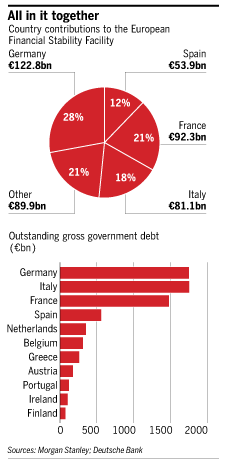 All in it together
Country contributions to the European
Financial Stability Facility
Germany
€122.8bn
Spain
€53.9bn
12%
28%
France
€92.3bn
21%
21%
18%
Other
€89.9bn
Italy
€81.1bn
Outstanding gross government debt
(€bn)
Germany
Italy
France
Spain
Netherlands
Belgium
Greece
Austria
Portugal
Ireland
Finland
0 500 1000 1500 2000
Sources: Morgan Stanley; Deutsche Bank